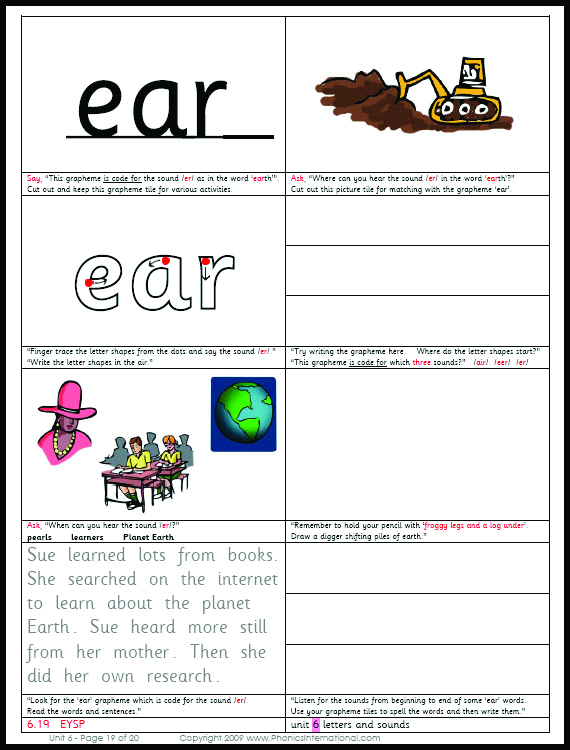 ear_
Say, “This grapheme is code for the sound /er/ as in the word ‘earth’”.
Cut out and keep this grapheme tile for various activities.
Ask, “Where can you hear the sound /er/ in the word ‘earth’?”
Cut out this picture tile for matching with the grapheme ‘ear’.
ear
“Finger trace the letter shapes from the dots and say the sound /er/.”
“Write the letter shapes in the air.”
“Try writing the grapheme here. Where do the letter shapes start?”
“This grapheme is code for which three sounds?” /air/ /eer/ /er/
Ask, “When can you hear the sound /er/?”
pearls learners Planet Earth
“Remember to hold your pencil with ‘froggy legs and a log under’.
Draw a digger shifting piles of earth.”
Sue learned lots from books.
She searched on the internet
to learn about the planet
Earth. Sue heard more still
from her mother. Then she
did her own research.
“Look for the ‘ear’ grapheme which is code for the sound /er/.
Read the words and sentences.”
“Listen for the sounds from beginning to end of some ‘ear’ words.
Use your grapheme tiles to spell the words and then write them.”
6.19 EYSP
unit 6 letters and sounds
Unit 6 - Page 19 of 20 Copyright 2009 www.PhonicsInternational.com